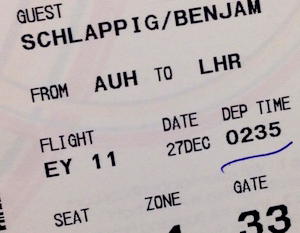 GUEST
SCHLAPPIG/BENJAM
FROM AUH TO LHR
FLIGHT DATE DEP TIME
EY 11 27DEC 0235
SEAT ZONE GATE
33